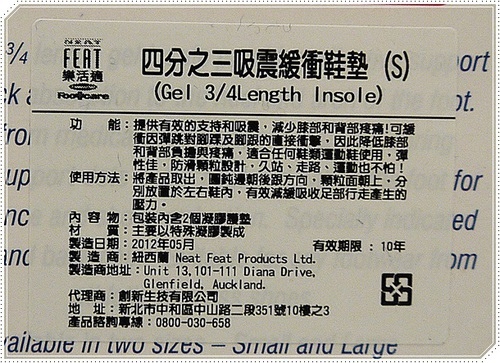 3/4
NEAT
FEAT
樂活適
Footcare
四分之三吸震緩衝鞋墊 (S)
(Gel 3/4Length Insole)
port
ot.
功 能:提供有效的支持和吸震,減少膝部和背部疼痛!可緩
和因彈跳對腳踝及腳部的直接衝擊,因此降低膝部
和背部負擔與疼痛,適合任何鞋類運動鞋使用,彈
性佳,防滑顆粒設計,久站、走路、運動也不怕!
使用方法:將產品取出,圓鈍邊朝後跟方向,顆粒面朝上,分
別放置於左右鞋內,有效減緩吸收足部行走產生的
壓力。
for
內 容 物:包裝內含2個凝膠腰墊
材 質:主要以特殊凝膠製成
製造日期:2012年05月 有效期限:10年
製 造 商:紐西蘭 Neat Feat Products Ltd.
製造商地址:Unit 13,101-111 Diana Drive,
Glenfield, Auckland.
代理商:創新生技有限公司
地 址:新北市中和區中山路二段351號10樓之3
產品諮詢專線:0800-030-658
ed
om
ailable in two sizes – Small and Large